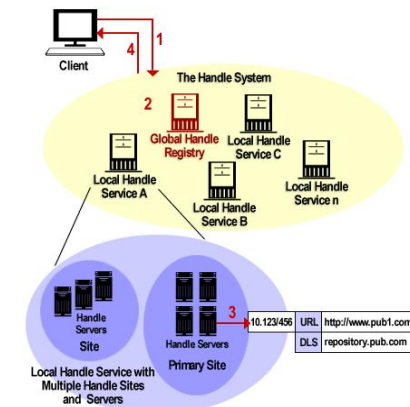 1
4
Client
The Handle System
2
Global Handle
Registry
Local Handle
Service C
Local Handle
Service A
Local Handle
Service B
Local Handle
Service n
Handle
Servers
Site
Handle Servers
Primary Site
3
10.123/456 URL http://www.pub1.com
DLS repository.pub.com
Local Handle Service with
Multiple Handle Sites
and Servers